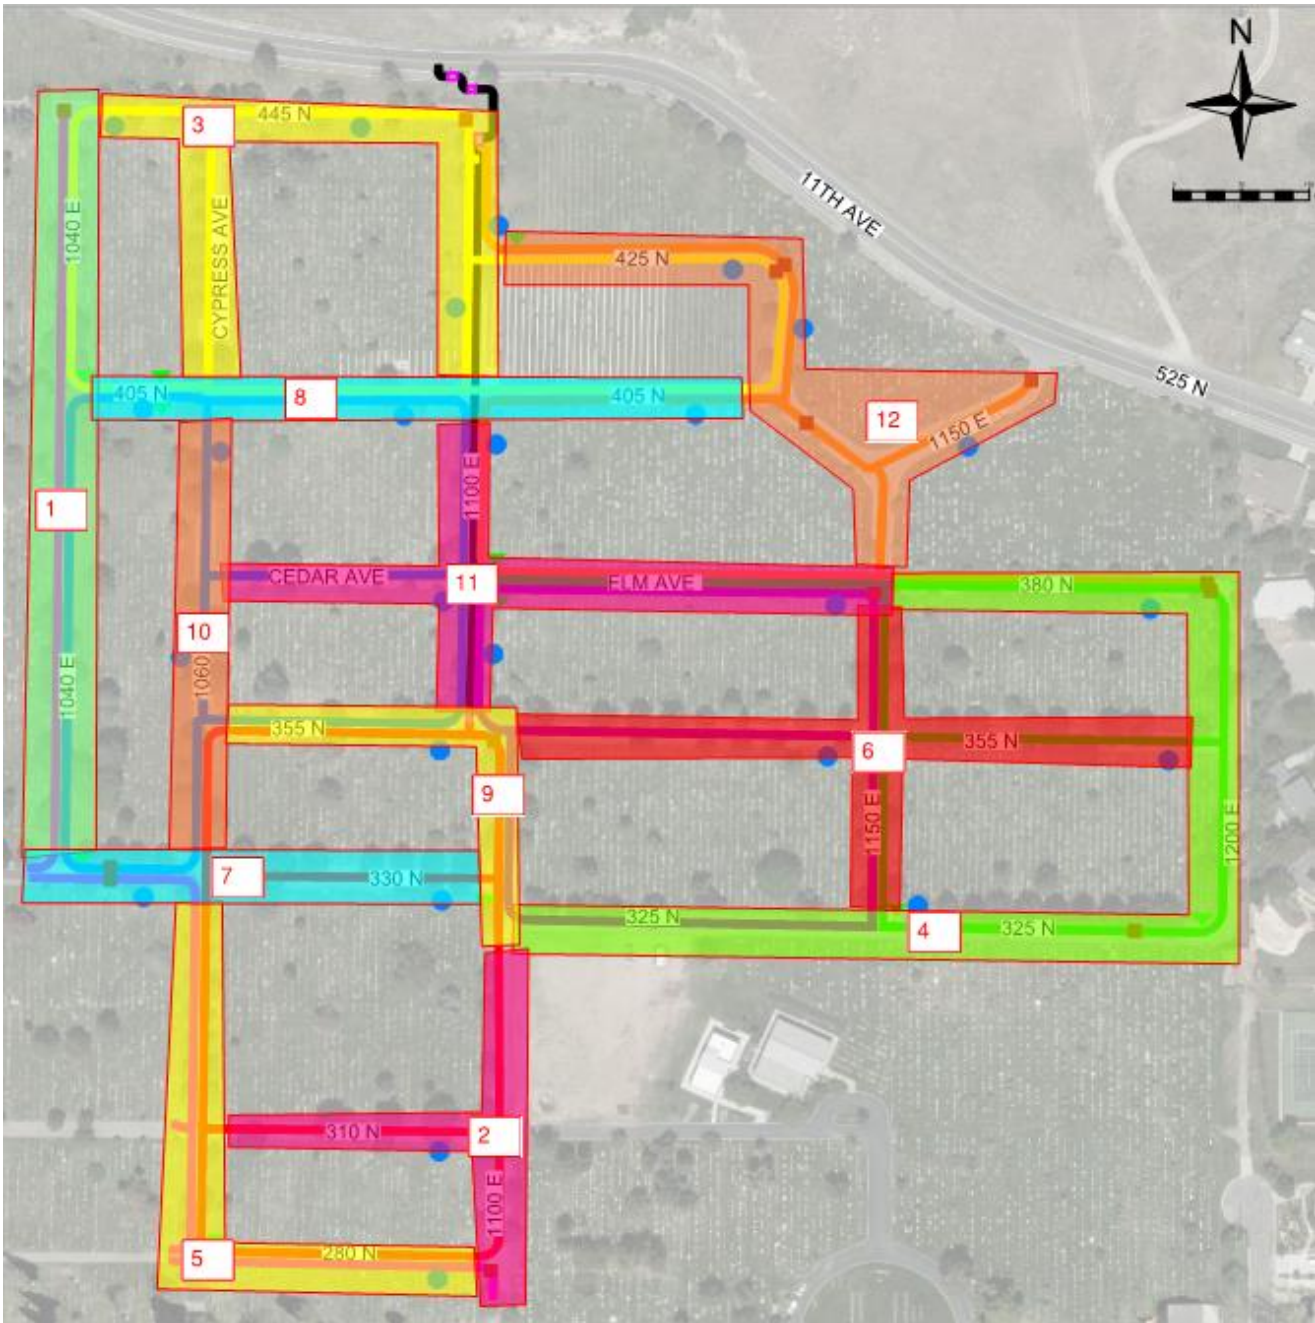 N
445 N
3
1040 E
CYPRESS AVE
11TH AVE
425 N
525 N
405 N
8
405 N
12
1150 E
1100 E
1
CEDAR AVE
11
ELM AVE
380 N
10
1040 E
1060
355 N
6
355 N
9
1150 E
1200 E
7
330 N
325 N
4
325 N
310 N
2
1100 E
5
280 N